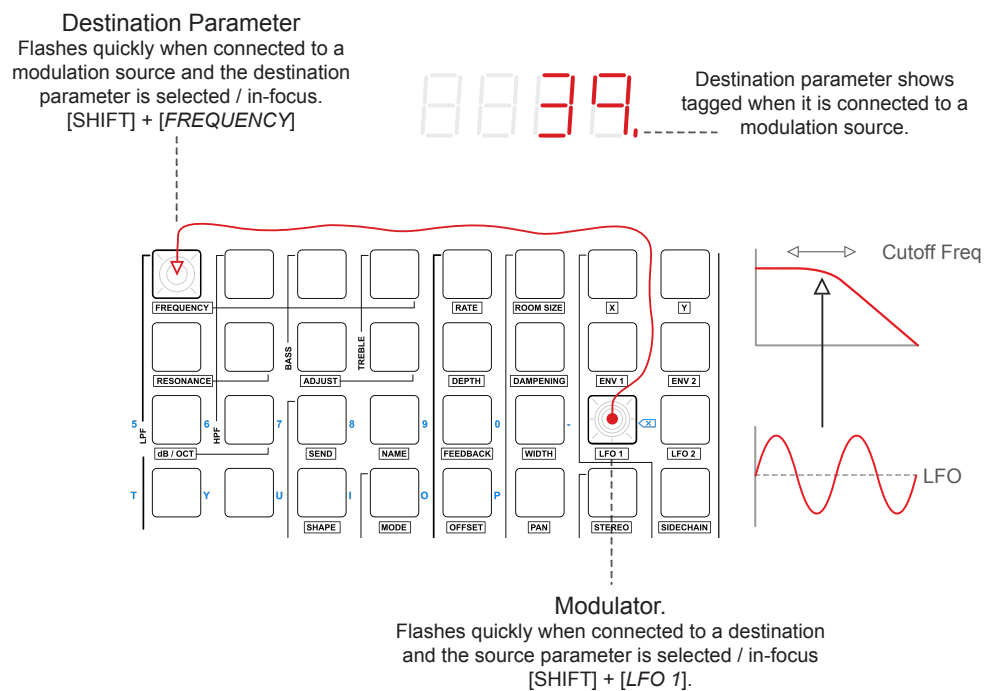 Destination Parameter
Flashes quickly when connected to a
modulation source and the destination
parameter is selected / in-focus.
[SHIFT] + [FREQUENCY]
39.
Destination parameter shows
tagged when it is connected to a
modulation source.
Cutoff Freq
FREQUENCY RATE ROOM SIZE X Y
BASS TREBLE
RESONANCE ADJUST DEPTH DAMPENING ENV 1 ENV 2
LPF HPF
5 6 7 8 9 0 - ⌫
dB / OCT SEND NAME FEEDBACK WIDTH LFO 1 LFO 2
LFO
T Y U I O P
SHAPE MODE OFFSET PAN STEREO SIDECHAIN
Modulator.
Flashes quickly when connected to a destination
and the source parameter is selected / in-focus
[SHIFT] + [LFO 1].